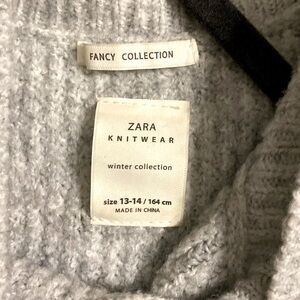 FANCY COLLECTION
ZARA
KNITWEAR
winter collection
size 13-14 / 164 cm
MADE IN CHINA